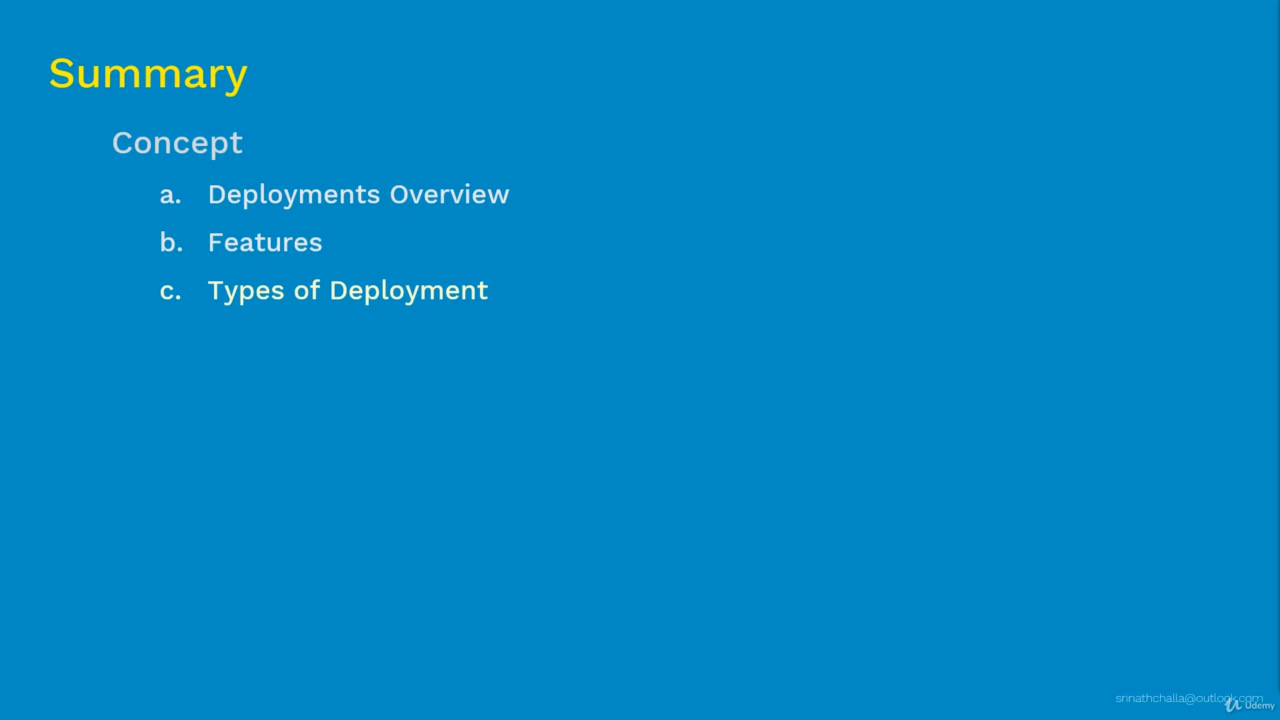 Summary
Concept
a. Deployments Overview
b. Features
c. Types of Deployment
srinathchalla@outlook.com
Udemy